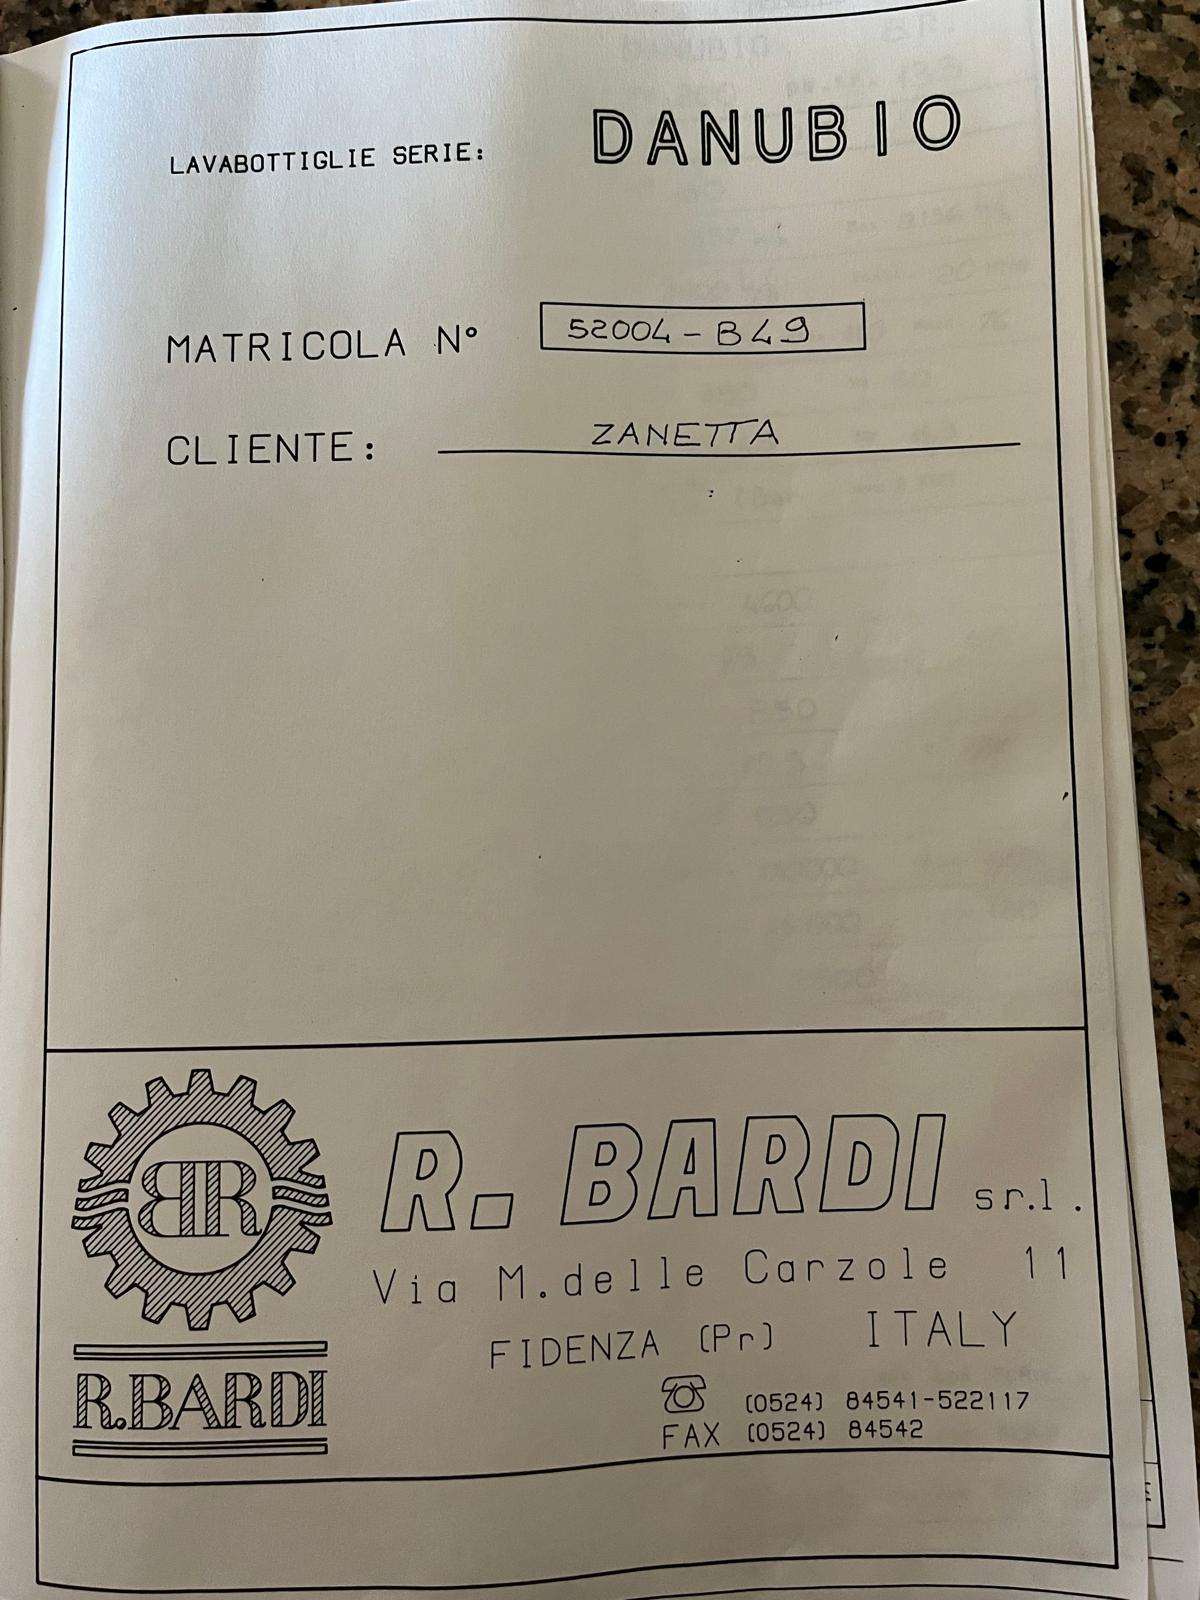 LAVABOTTIGLIE SERIE: DANUBIO
MATRICOLA N° 52004-B49
CLIENTE: ZANETTA
BR
R. BARDI s.r.l.
Via M.delle Carzole 11
FIDENZA (Pr) ITALY
R.BARDI
☏ (0524) 84541-522117
FAX (0524) 84542